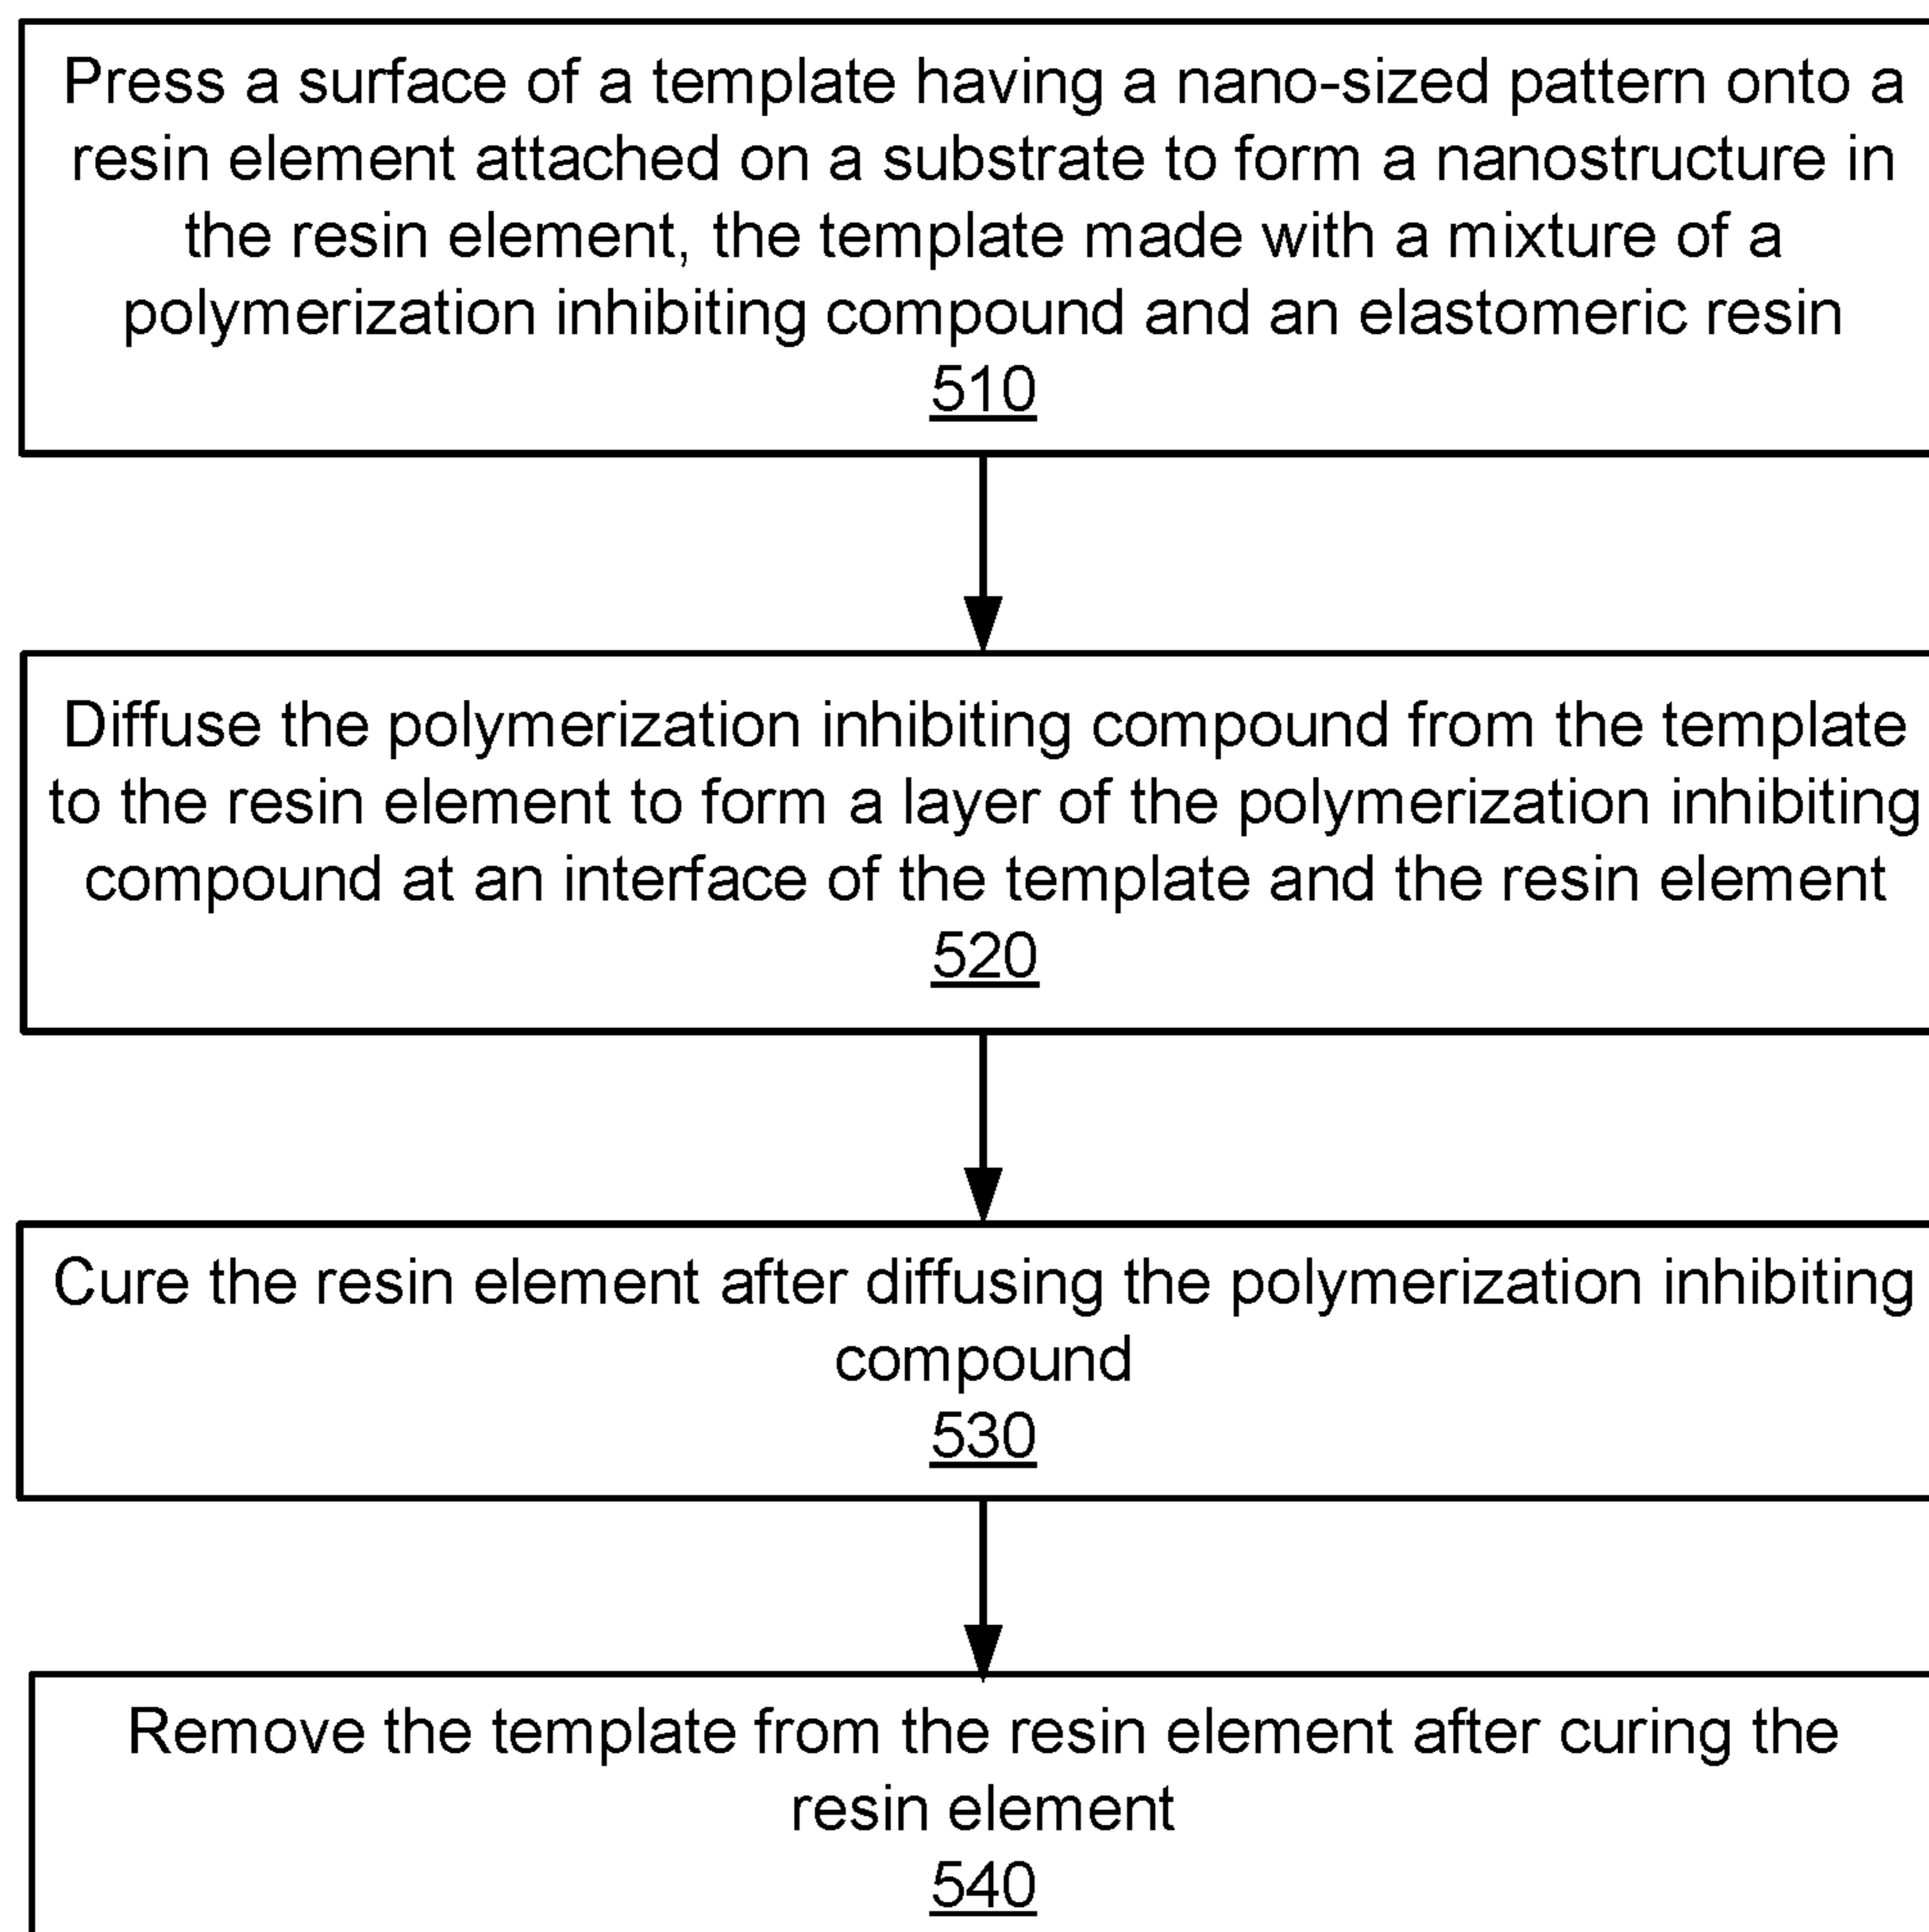 Press a surface of a template having a nano-sized pattern onto a
resin element attached on a substrate to form a nanostructure in
the resin element, the template made with a mixture of a
polymerization inhibiting compound and an elastomeric resin
510
Diffuse the polymerization inhibiting compound from the template
to the resin element to form a layer of the polymerization inhibiting
compound at an interface of the template and the resin element
520
Cure the resin element after diffusing the polymerization inhibiting
compound
530
Remove the template from the resin element after curing the
resin element
540